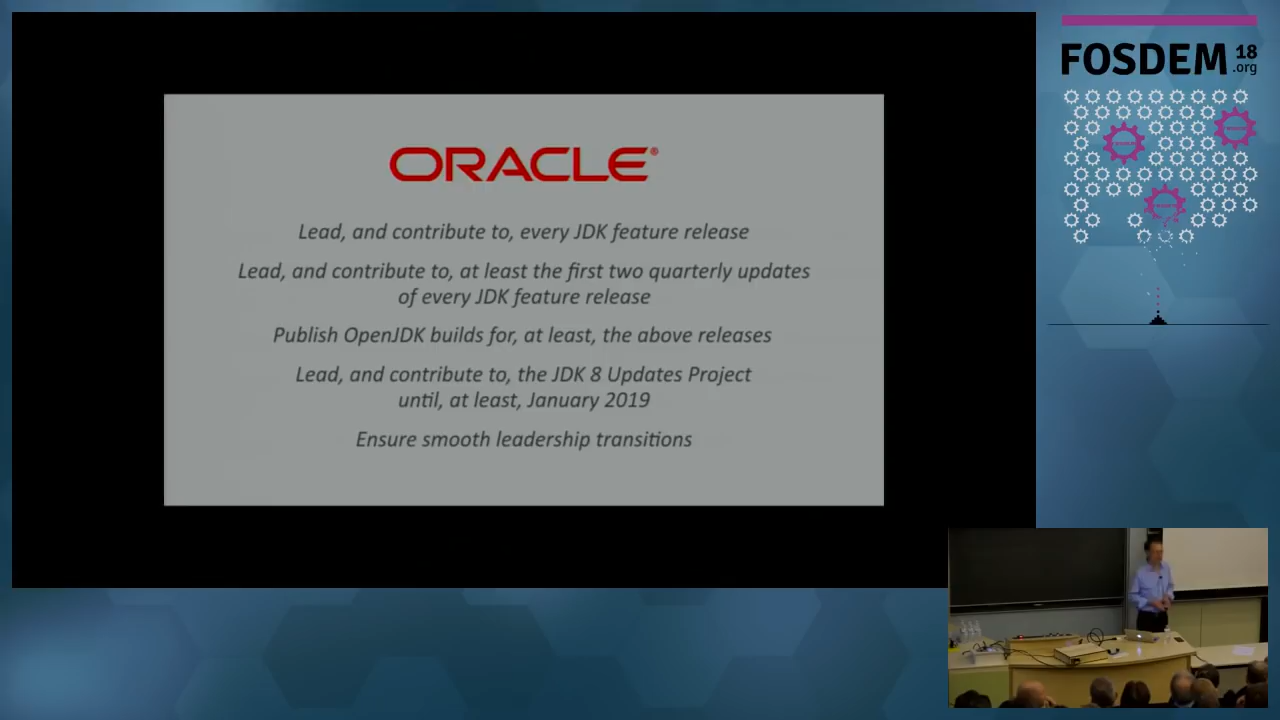 ORACLE®
Lead, and contribute to, every JDK feature release
Lead, and contribute to, at least the first two quarterly updates
of every JDK feature release
Publish OpenJDK builds for, at least, the above releases
Lead, and contribute to, the JDK 8 Updates Project
until, at least, January 2019
Ensure smooth leadership transitions
FOSDEM 18
.org